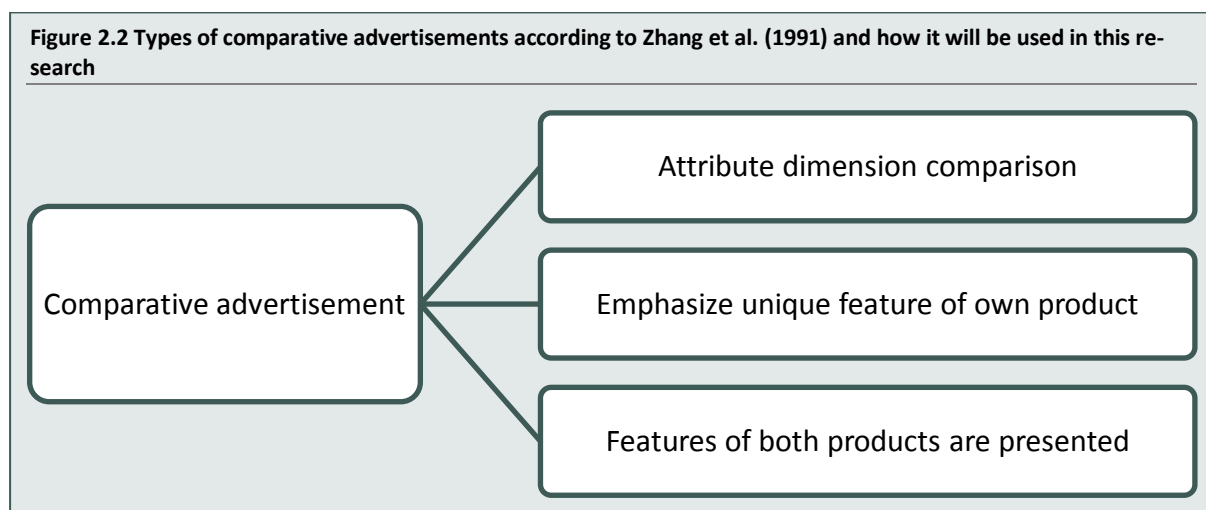 Figure 2.2 Types of comparative advertisements according to Zhang et al. (1991) and how it will be used in this re-
search
Attribute dimension comparison
Comparative advertisement
Emphasize unique feature of own product
Features of both products are presented